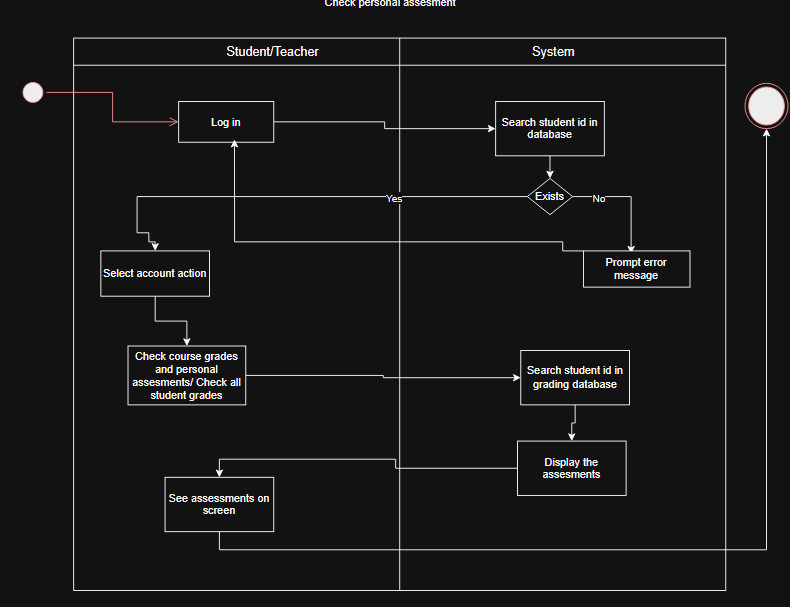 Check personal assesment
Student/Teacher
System
Log in
Search student id in
database
Exists
Yes
No
Select account action
Prompt error
message
Check course grades
and personal
assesments/ Check all
student grades
Search student id in
grading database
Display the
assesments
See assessments on
screen